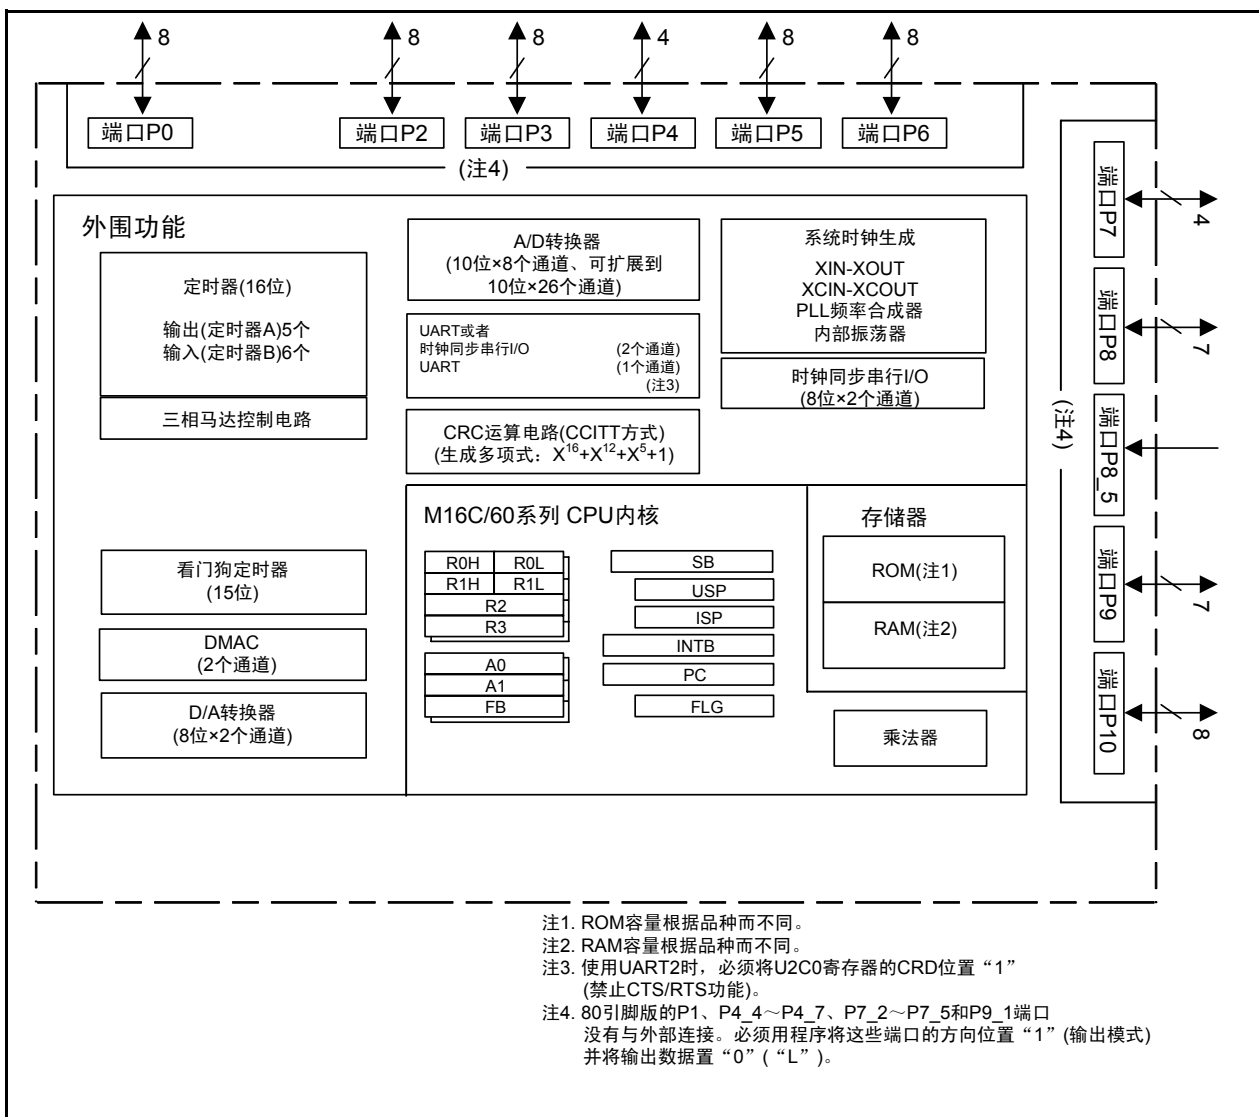 8
8
8
4
8
8
端口P0
端口P2
端口P3
端口P4
端口P5
端口P6
(注4)
端口P7
4
端口P8
7
端口P8_5
(注4)
端口P9
7
端口P10
8
外围功能
定时器(16位)
输出(定时器A)5个
输入(定时器B)6个
三相马达控制电路
看门狗定时器
(15位)
DMAC
(2个通道)
D/A转换器
(8位×2个通道)
A/D转换器
(10位×8个通道、可扩展到
10位×26个通道)
UART或者
时钟同步串行I/O (2个通道)
UART (1个通道)
(注3)
CRC运算电路(CCITT方式)
(生成多项式：X16+X12+X5+1)
系统时钟生成
XIN-XOUT
XCIN-XCOUT
PLL频率合成器
内部振荡器
时钟同步串行I/O
(8位×2个通道)
M16C/60系列 CPU内核
R0H R0L
R1H R1L
R2
R3
A0
A1
FB
SB
USP
ISP
INTB
PC
FLG
存储器
ROM(注1)
RAM(注2)
乘法器
注1. ROM容量根据品种而不同。
注2. RAM容量根据品种而不同。
注3. 使用UART2时，必须将U2C0寄存器的CRD位置“1”
(禁止CTS/RTS功能)。
注4. 80引脚版的P1、P4_4～P4_7、P7_2～P7_5和P9_1端口
没有与外部连接。必须用程序将这些端口的方向位置“1”(输出模式)
并将输出数据置“0”(“L”)。